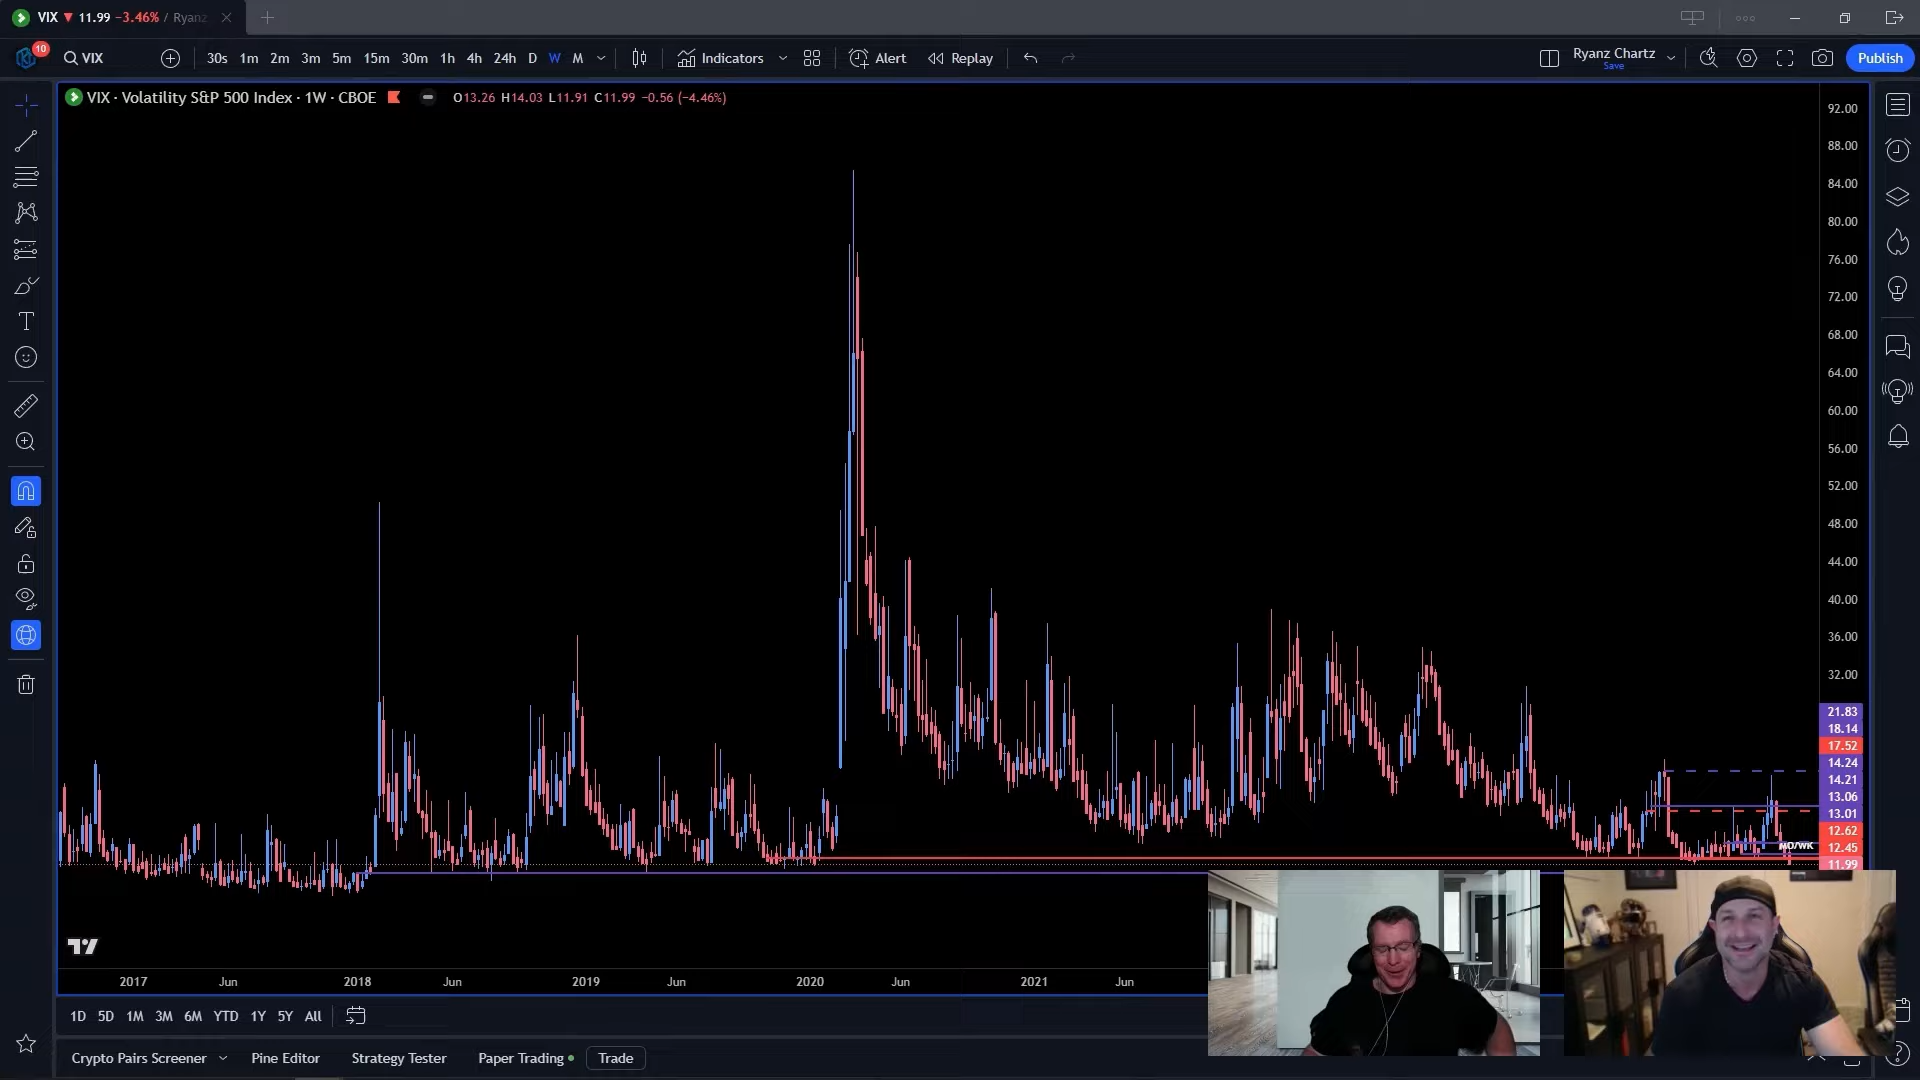 VIX ▼ 11.99 −3.46% / Ryanz
10
VIX
30s 1m 2m 3m 5m 15m 30m 1h 4h 24h D W M
Indicators
Alert
Replay
Ryanz Chartz
Save
Publish
VIX · Volatility S&P 500 Index · 1W · CBOE
O13.26 H14.03 L11.91 C11.99 −0.56 (−4.46%)
92.00
88.00
84.00
80.00
76.00
72.00
68.00
64.00
60.00
56.00
52.00
48.00
44.00
40.00
36.00
32.00
21.83
18.14
17.52
14.24
14.21
13.06
13.01
12.62
MO/WK
12.45
11.99
2017 Jun 2018 Jun 2019 Jun 2020 Jun 2021 Jun
1D 5D 1M 3M 6M YTD 1Y 5Y All
Crypto Pairs Screener Pine Editor Strategy Tester Paper Trading Trade